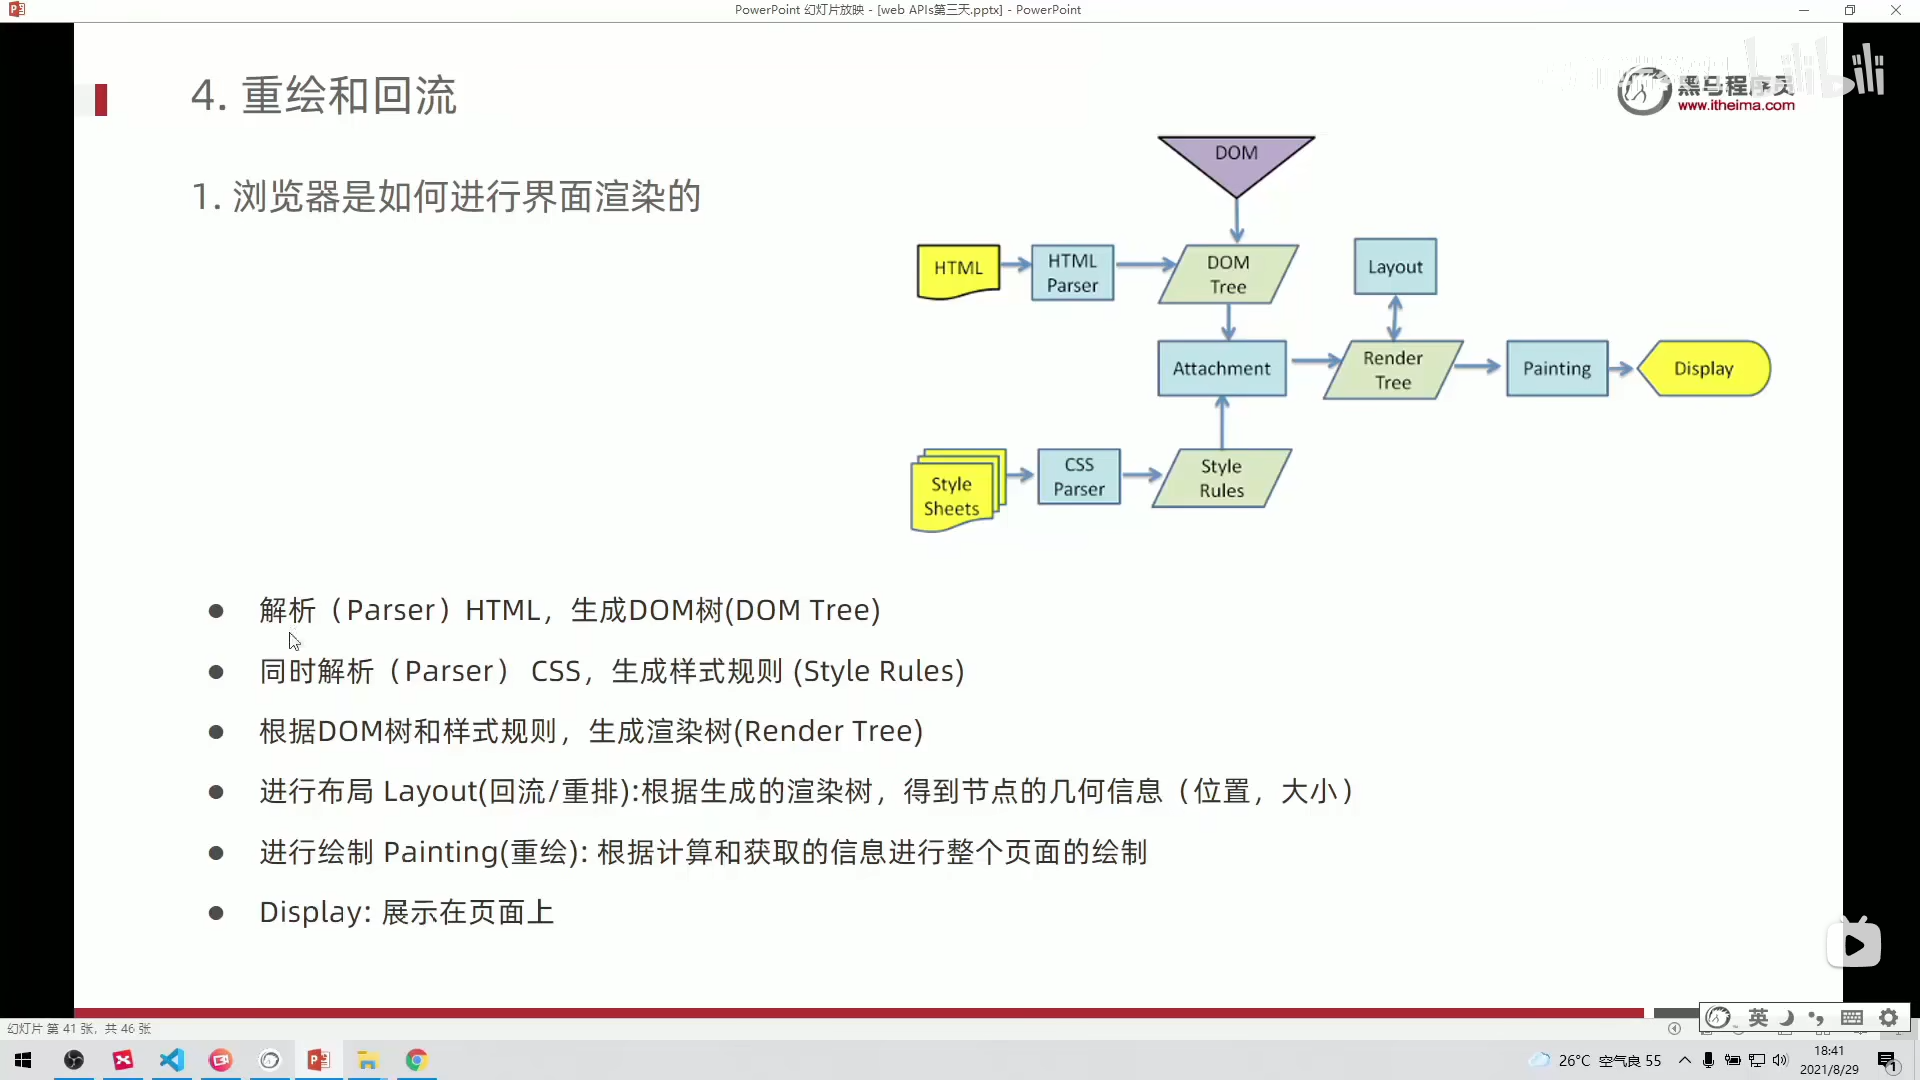 PowerPoint 幻灯片放映 - [web APIs第三天.pptx] - PowerPoint
4. 重绘和回流
黑马程序员
bilibili
www.itheima.com
1. 浏览器是如何进行界面渲染的
DOM
HTML
HTML
Parser
DOM
Tree
Layout
Attachment
Render
Tree
Painting
Display
Style
Sheets
CSS
Parser
Style
Rules
● 解析（Parser）HTML，生成DOM树(DOM Tree)
● 同时解析（Parser） CSS，生成样式规则 (Style Rules)
● 根据DOM树和样式规则，生成渲染树(Render Tree)
● 进行布局 Layout(回流/重排):根据生成的渲染树，得到节点的几何信息（位置，大小）
● 进行绘制 Painting(重绘): 根据计算和获取的信息进行整个页面的绘制
● Display: 展示在页面上
幻灯片 第 41 张，共 46 张
英
26°C 空气良 55
18:41
2021/8/29
1